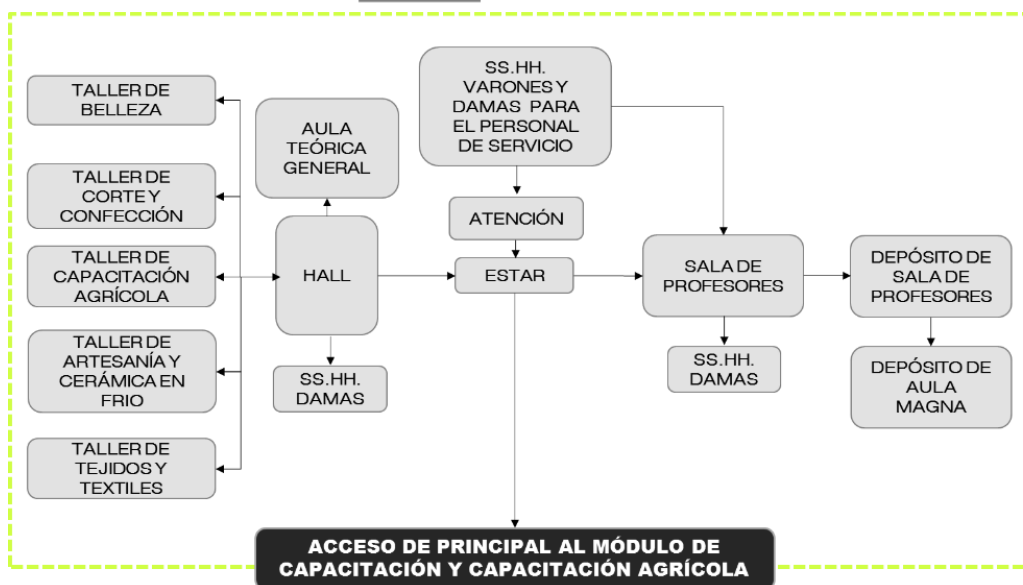 TALLER DE
BELLEZA
TALLER DE
CORTE Y
CONFECCIÓN
TALLER DE
CAPACITACIÓN
AGRÍCOLA
TALLER DE
ARTESANÍA Y
CERÁMICA EN
FRIO
TALLER DE
TEJIDOS Y
TEXTILES
AULA
TEÓRICA
GENERAL
HALL
SS.HH.
DAMAS
SS.HH.
VARONES Y
DAMAS PARA
EL PERSONAL
DE SERVICIO
ATENCIÓN
ESTAR
SALA DE
PROFESORES
SS.HH.
DAMAS
DEPÓSITO DE
SALA DE
PROFESORES
DEPÓSITO DE
AULA
MAGNA
ACCESO DE PRINCIPAL AL MÓDULO DE
CAPACITACIÓN Y CAPACITACIÓN AGRÍCOLA